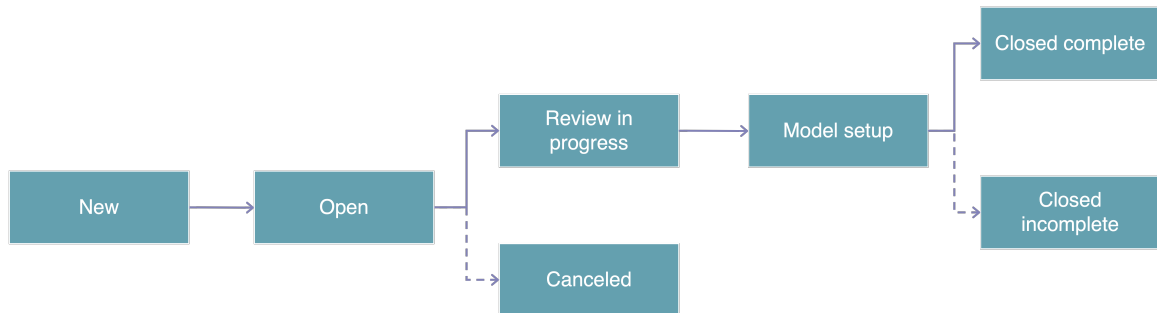 New
Open
Review in
progress
Canceled
Model setup
Closed complete
Closed
incomplete